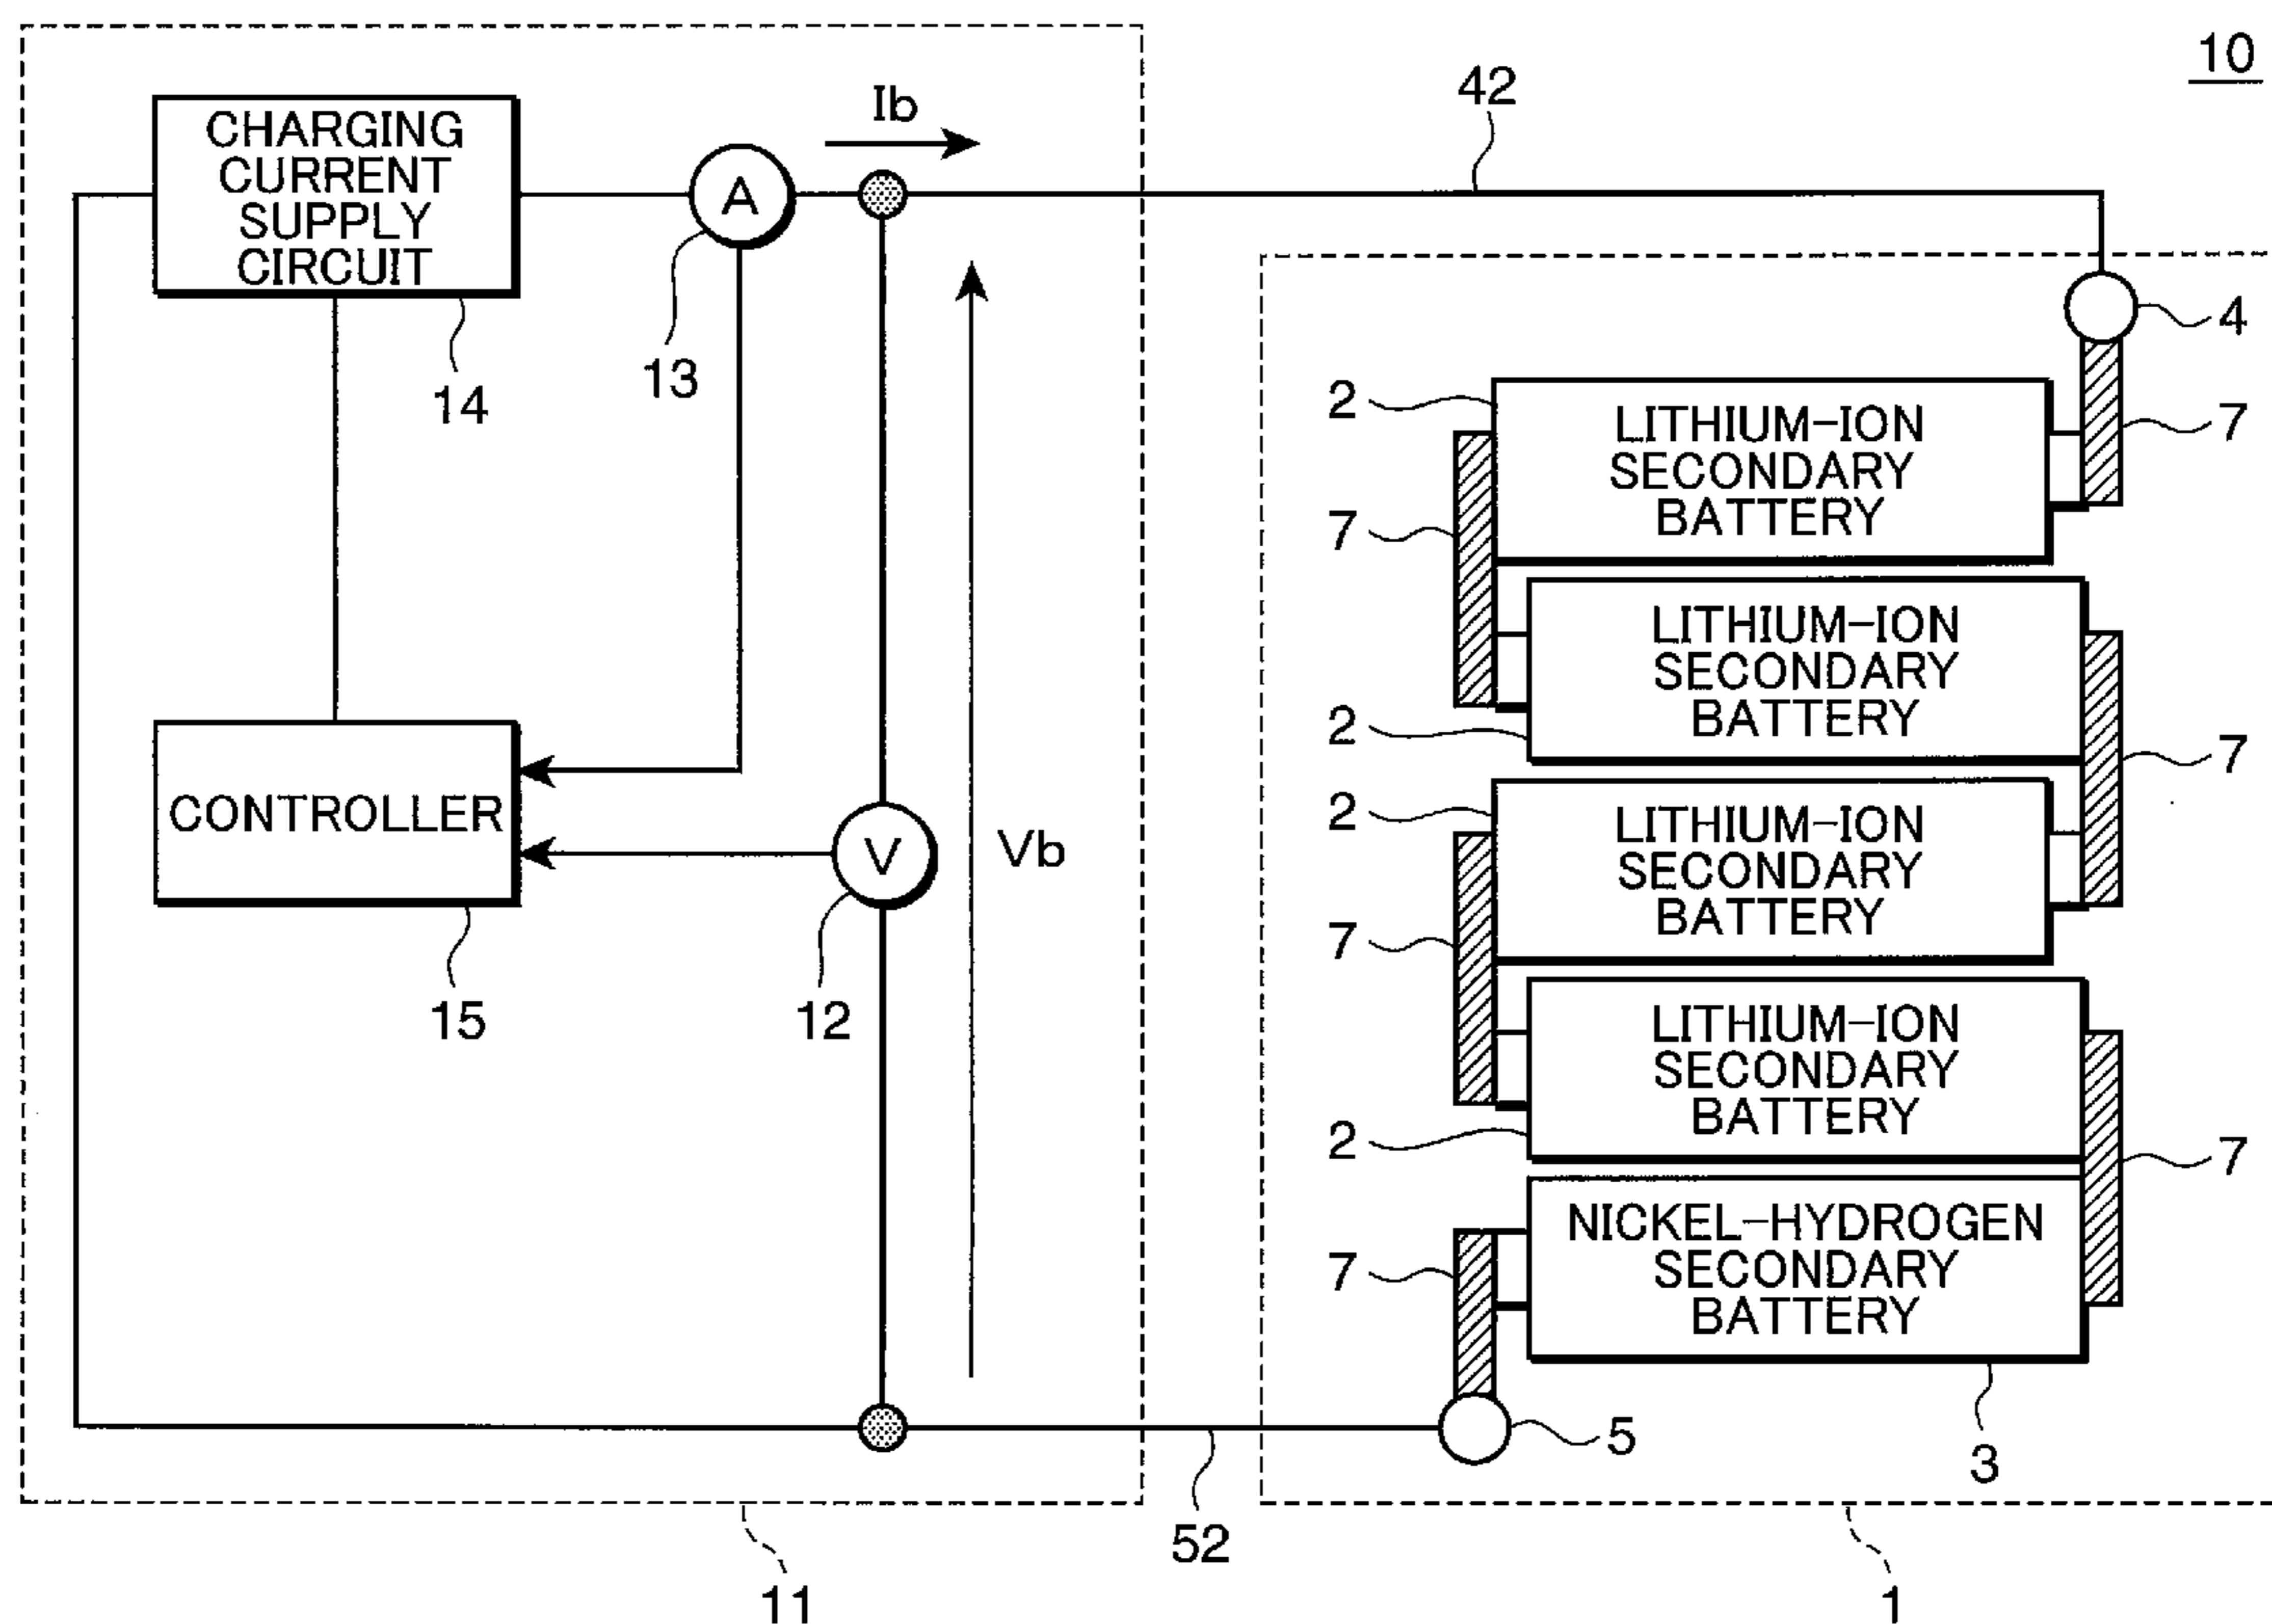 10
42
Ib
CHARGING
CURRENT
SUPPLY
CIRCUIT
A
14
13
4
2
LITHIUM-ION
SECONDARY
BATTERY
7
7
LITHIUM-ION
SECONDARY
BATTERY
2
7
CONTROLLER
V
Vb
2
LITHIUM-ION
SECONDARY
BATTERY
7
15
12
LITHIUM-ION
SECONDARY
BATTERY
2
7
NICKEL-HYDROGEN
SECONDARY
BATTERY
7
5
3
52
11
1